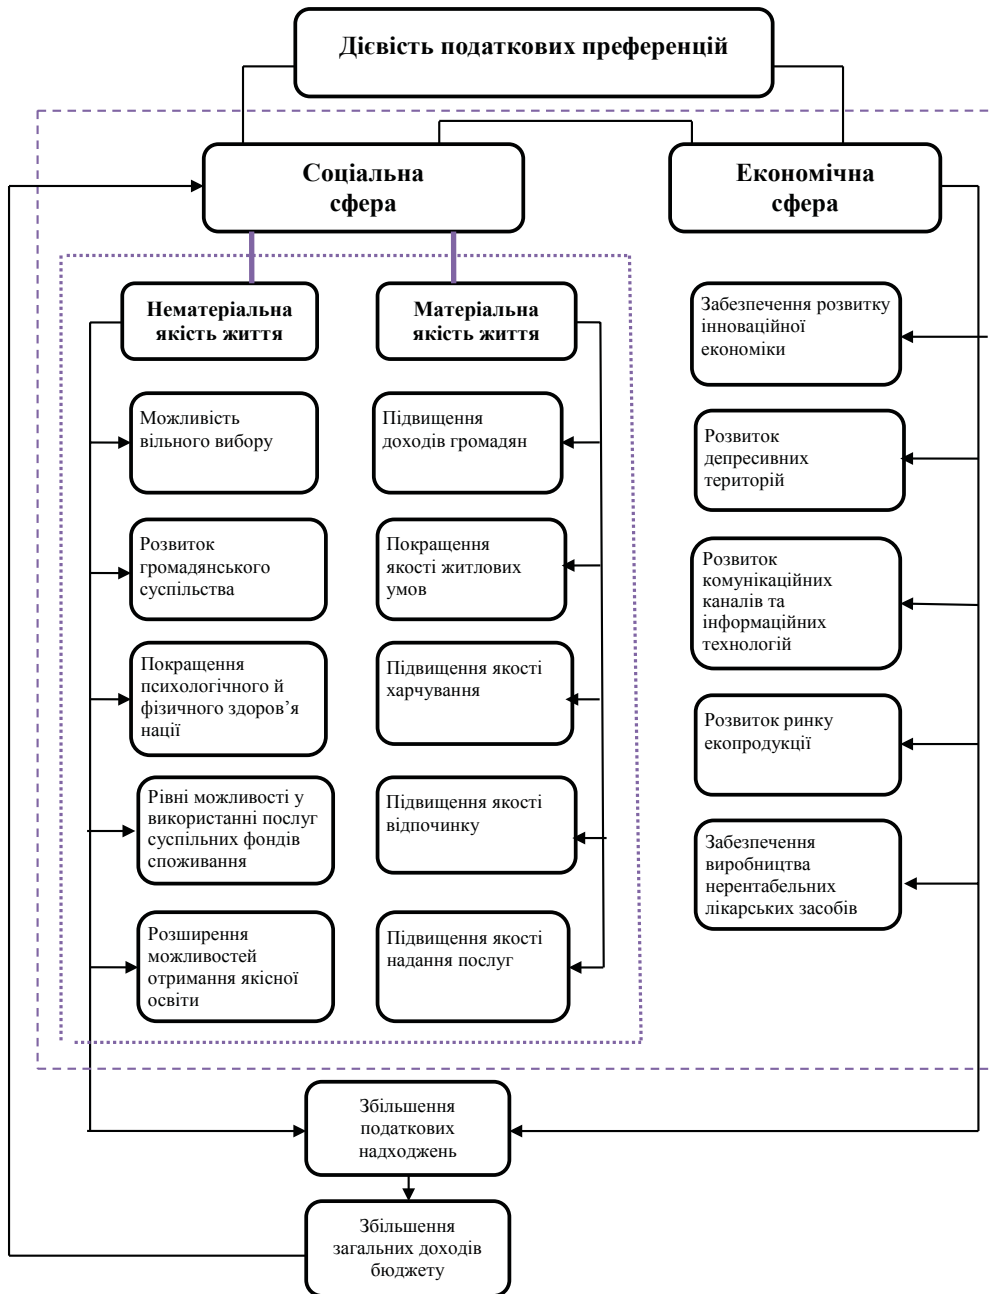 Дієвість податкових преференцій
Соціальна
сфера
Економічна
сфера
Нематеріальна
якість життя
Матеріальна
якість життя
Забезпечення розвитку
інноваційної
економіки
Можливість
вільного вибору
Підвищення
доходів громадян
Розвиток
депресивних
територій
Розвиток
громадянського
суспільства
Покращення
якості житлових
умов
Розвиток
комунікаційних
каналів та
інформаційних
технологій
Покращення
психологічного й
фізичного здоров’я
нації
Підвищення якості
харчування
Розвиток ринку
екопродукції
Рівні можливості у
використанні послуг
суспільних фондів
споживання
Підвищення якості
відпочинку
Забезпечення
виробництва
нерентабельних
лікарських засобів
Розширення
можливостей
отримання якісної
освіти
Підвищення якості
надання послуг
Збільшення
податкових
надходжень
Збільшення
загальних доходів
бюджету